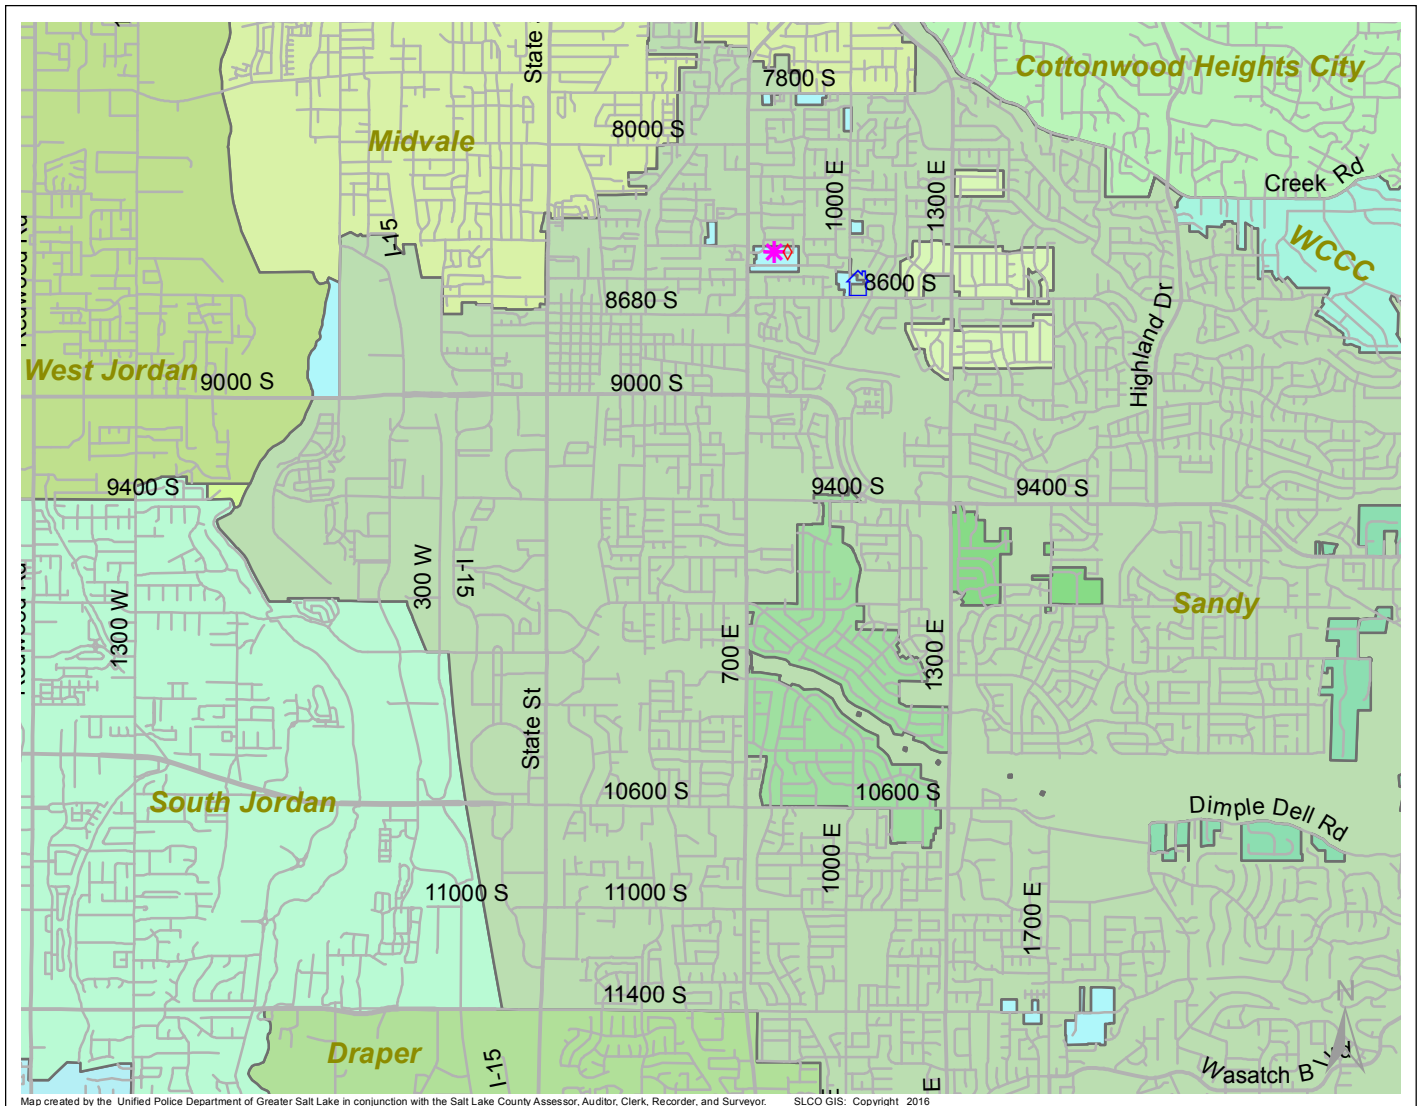 State
7800 S
Cottonwood Heights City
8000 S
Midvale
Creek Rd
1000 E
1300 E
I-15
WCCC
8600 S
8680 S
Highland Dr
West Jordan
9000 S
9000 S
9400 S
9400 S
9400 S
300 W
I-15
Sandy
1300 W
700 E
1300 E
State St
10600 S
10600 S
South Jordan
Dimple Dell Rd
1000 E
11000 S
11000 S
1700 E
11400 S
Draper
I-15
N
Wasatch Blvd
E
Map created by the Unified Police Department of Greater Salt Lake in conjunction with the Salt Lake County Assessor, Auditor, Clerk, Recorder, and Surveyor. SLCO GIS: Copyright 2016